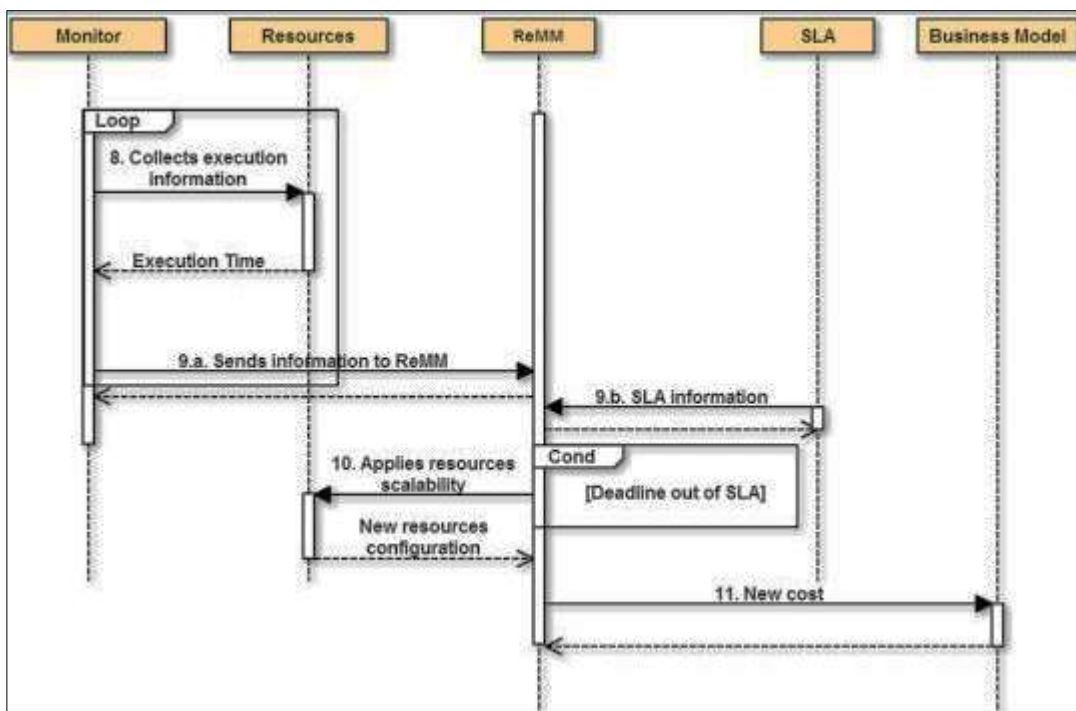 Monitor
Resources
ReMM
SLA
Business Model
Loop
8. Collects execution
information
Execution Time
9.a. Sends information to ReMM
9.b. SLA information
Cond
10. Applies resources
scalability
[Deadline out of SLA]
New resources
configuration
11. New cost